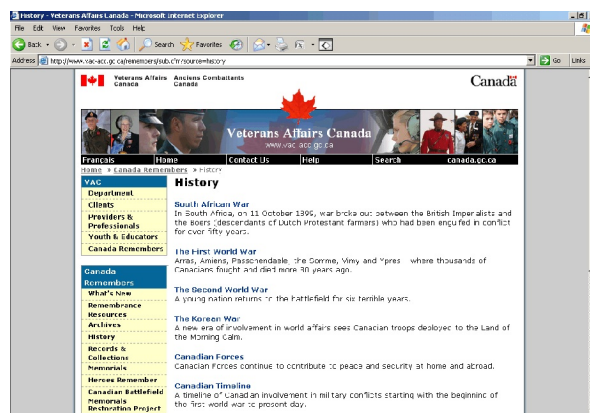 History - Veterans Affairs Canada - Microsoft Internet Explorer
File Edit View Favorites Tools Help
Back Search Favorites
Address http://www.vac-acc.gc.ca/remembers/sub.cfm?source=history Go Links
Veterans Affairs Anciens Combattants
Canada Canada
Canada
Veterans Affairs Canada
www.vac-acc.gc.ca
Français Home Contact Us Help Search canada.gc.ca
Home > Canada Remembers > History
VAC
Department
Clients
Providers &
Professionals
Youth & Educators
Canada Remembers
Canada
Remembers
What's New
Remembrance
Resources
Archives
History
Records &
Collections
Memorials
Heroes Remember
Canadian Battlefield
Memorials
Restoration Project
History
South African War
In South Africa, on 11 October 1899, war broke out between the British Imperialists and
the Boers (descendants of Dutch Protestant farmers) who had been engulfed in conflict
for over fifty years.
The First World War
Arras, Amiens, Passchendaele, the Somme, Vimy and Ypres - where thousands of
Canadians fought and died more 80 years ago.
The Second World War
A young nation returns to the battlefield for six terrible years.
The Korean War
A new era of involvement in world affairs sees Canadian troops deployed to the Land of
the Morning Calm.
Canadian Forces
Canadian Forces continue to contribute to peace and security at home and abroad.
Canadian Timeline
A timeline of Canadian involvement in military conflicts starting with the beginning of
the first world war to present day.